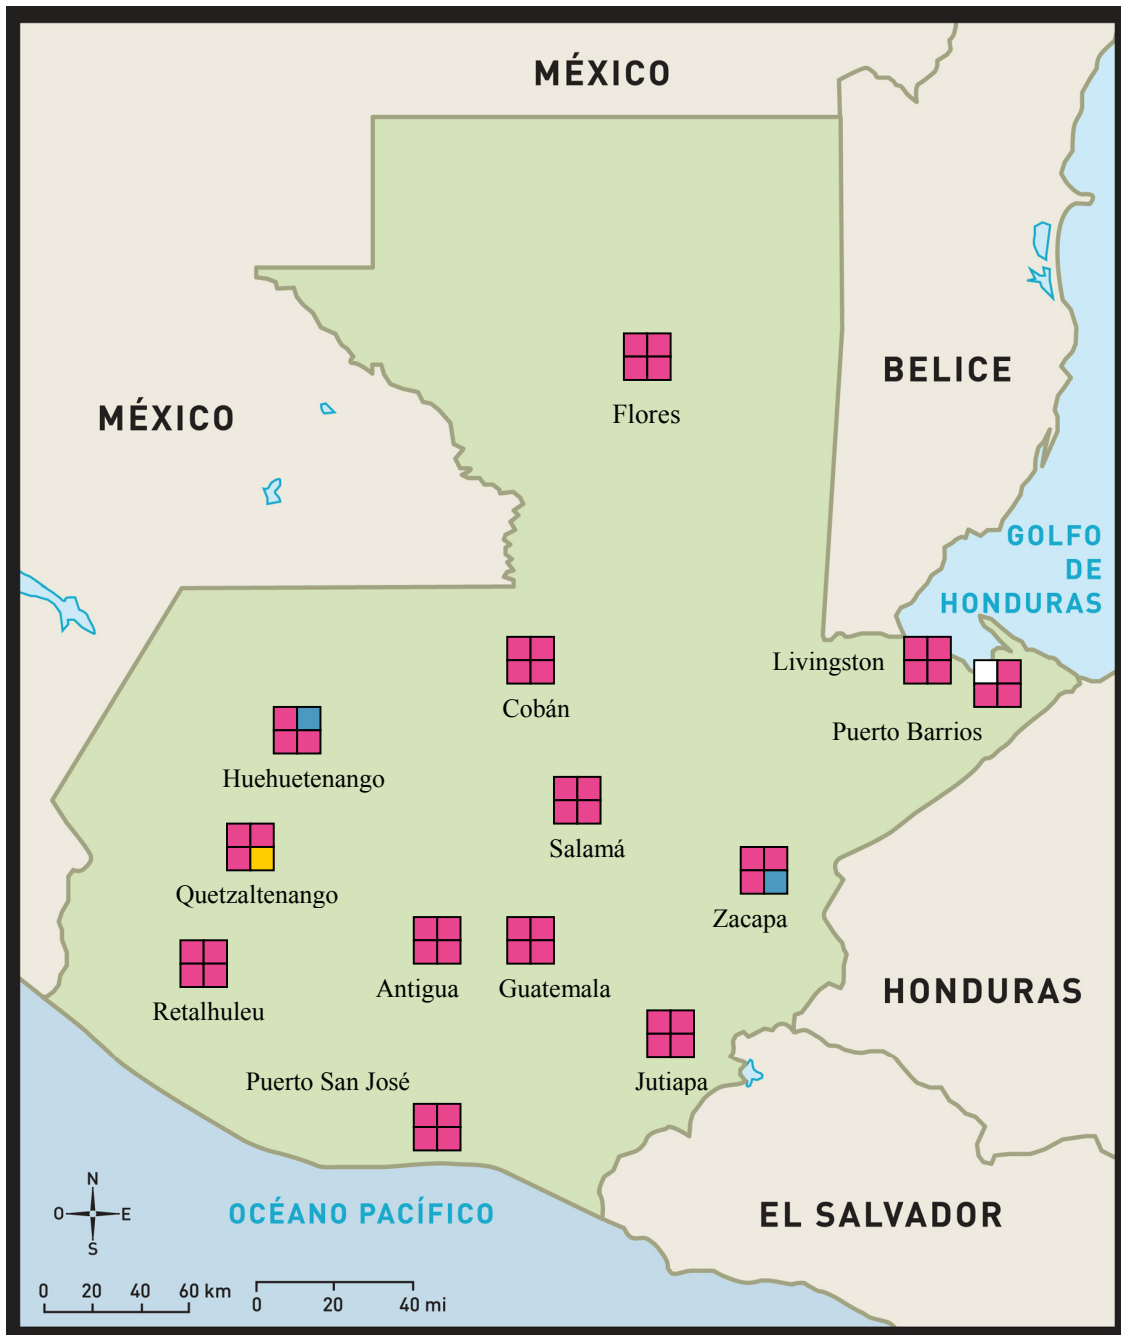 MÉXICO
Flores
BELICE
MÉXICO
GOLFO
DE
HONDURAS
Livingston
Cobán
Puerto Barrios
Huehuetenango
Salamá
Quetzaltenango
Zacapa
Antigua
Guatemala
HONDURAS
Retalhuleu
Puerto San José
Jutiapa
N
O
E
S
OCÉANO PACÍFICO
EL SALVADOR
0 20 40 60 km
0 20 40 mi